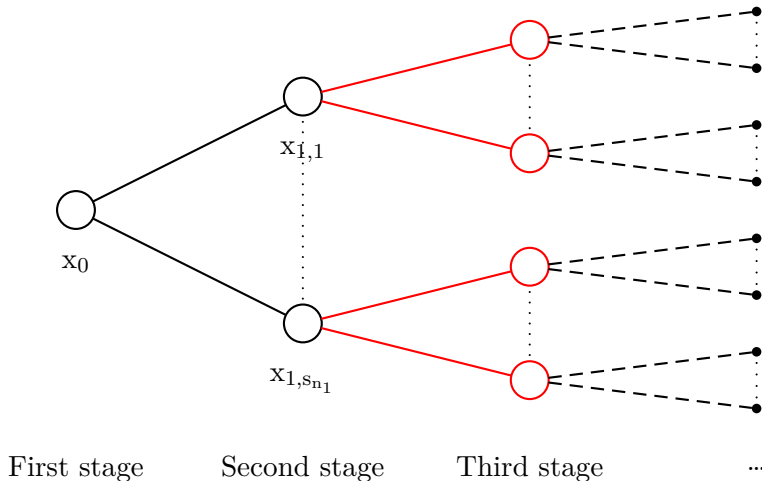 x₁,₁
x₀
x₁,ₛₙ₁
First stage Second stage Third stage ...